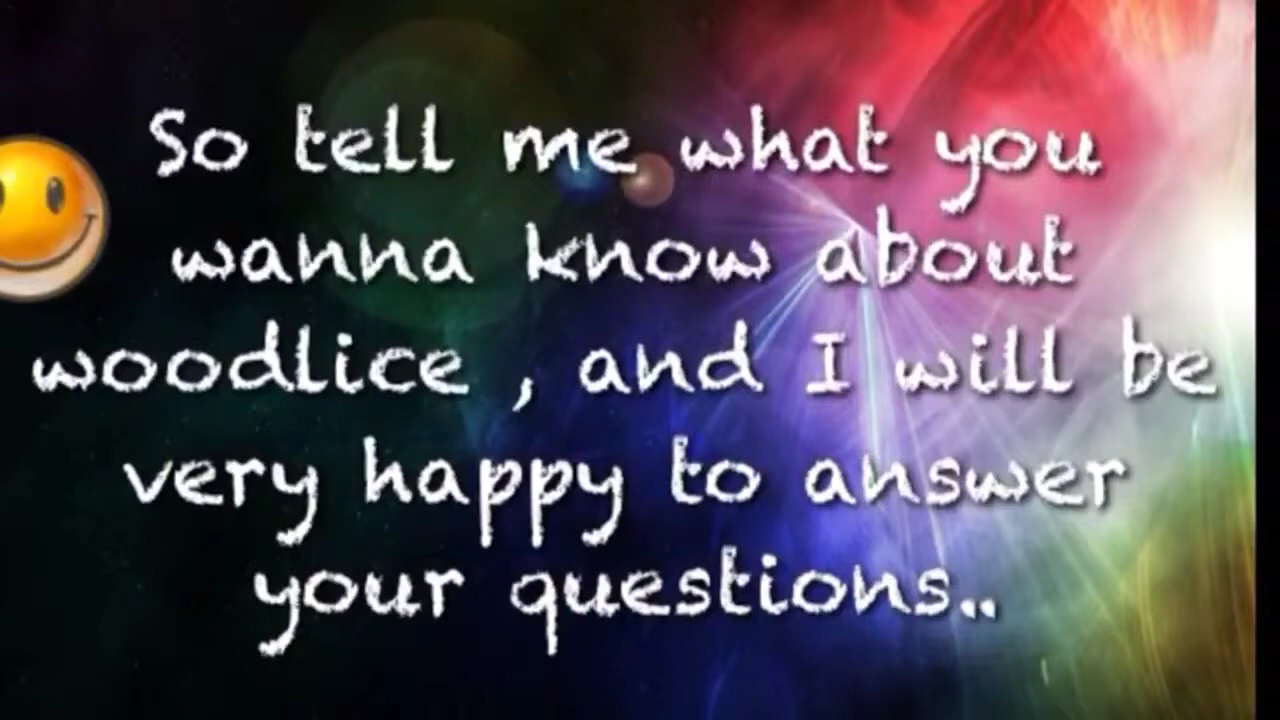 So tell me what you
wanna know about
woodlice , and I will be
very happy to answer
your questions..